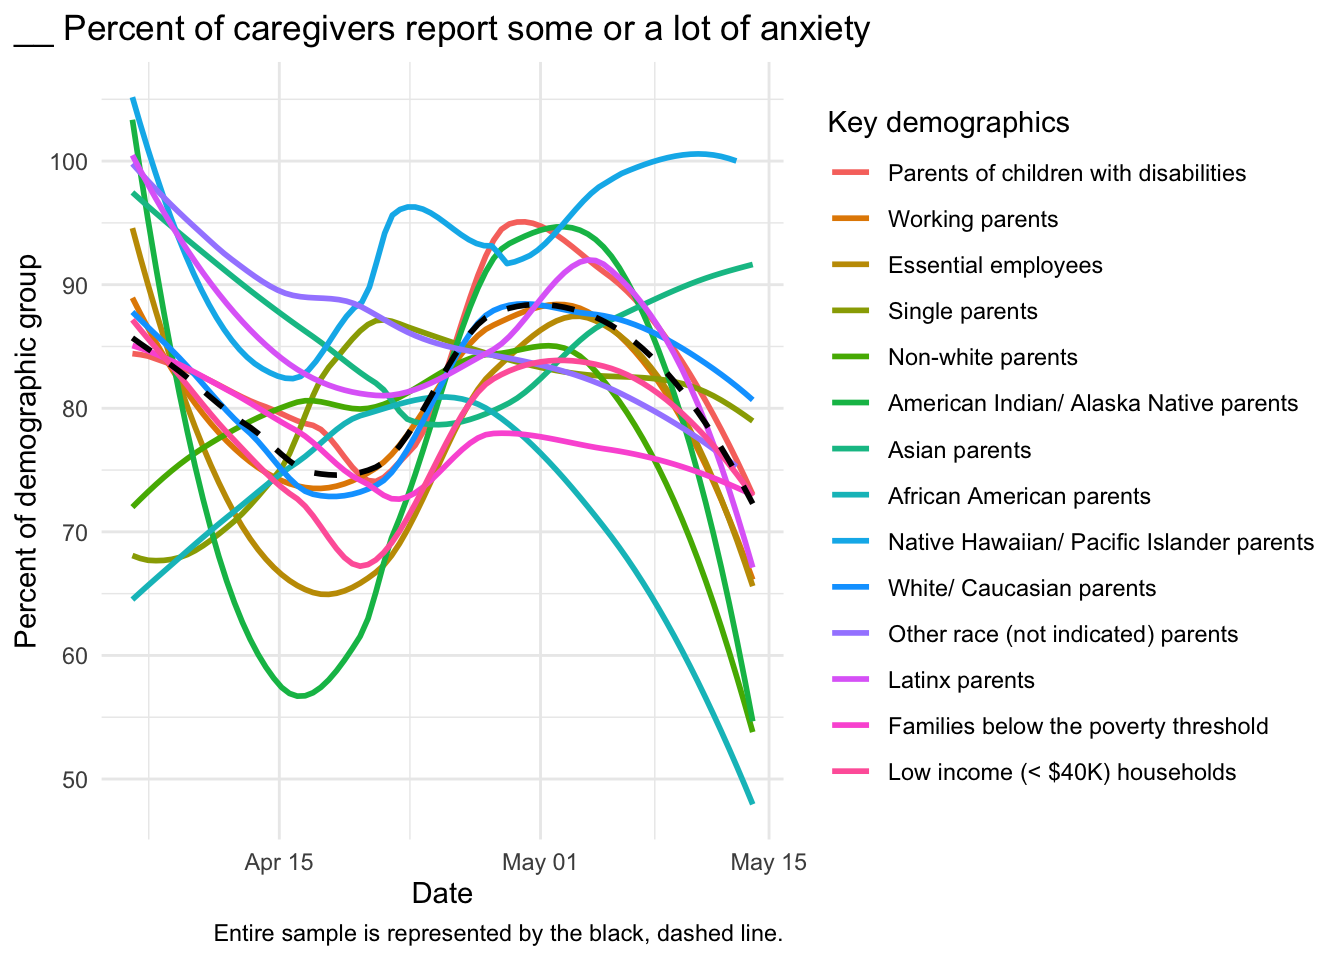 __ Percent of caregivers report some or a lot of anxiety
Percent of demographic group
100
90
80
70
60
50
Apr 15
May 01
May 15
Date
Key demographics
Parents of children with disabilities
Working parents
Essential employees
Single parents
Non-white parents
American Indian/ Alaska Native parents
Asian parents
African American parents
Native Hawaiian/ Pacific Islander parents
White/ Caucasian parents
Other race (not indicated) parents
Latinx parents
Families below the poverty threshold
Low income (< $40K) households
Entire sample is represented by the black, dashed line.